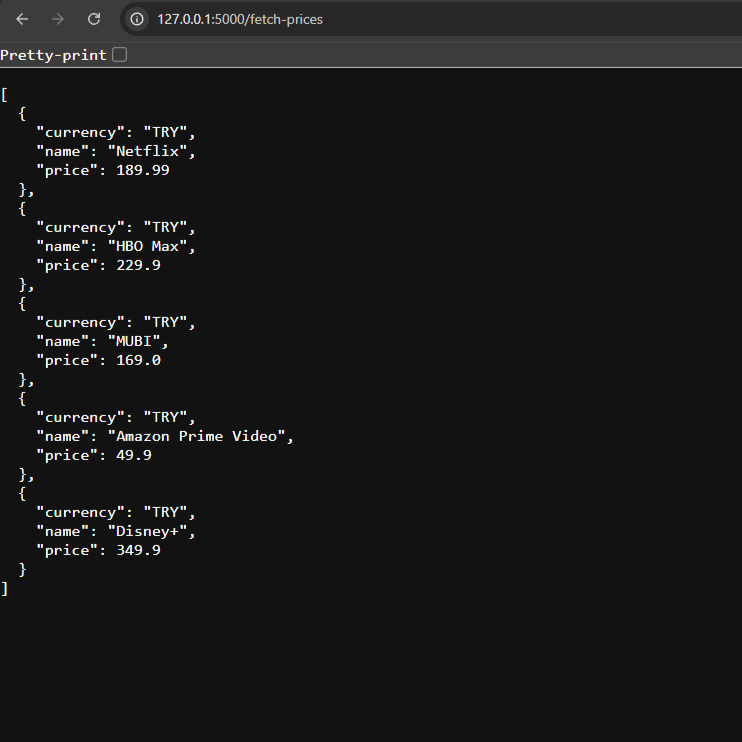 127.0.0.1:5000/fetch-prices
Pretty-print
[
  {
    "currency": "TRY",
    "name": "Netflix",
    "price": 189.99
  },
  {
    "currency": "TRY",
    "name": "HBO Max",
    "price": 229.9
  },
  {
    "currency": "TRY",
    "name": "MUBI",
    "price": 169.0
  },
  {
    "currency": "TRY",
    "name": "Amazon Prime Video",
    "price": 49.9
  },
  {
    "currency": "TRY",
    "name": "Disney+",
    "price": 349.9
  }
]